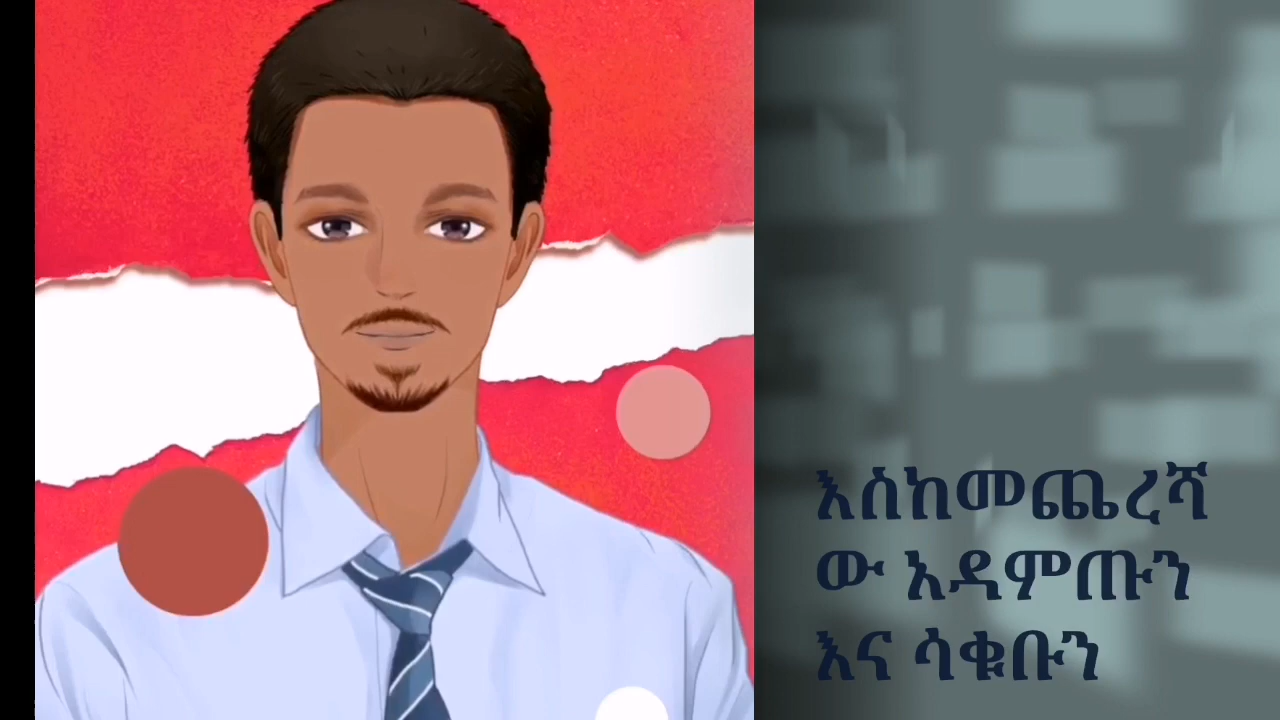 እስከመጨረሻ
ው አዳምጡን
እና ሳቁቡን